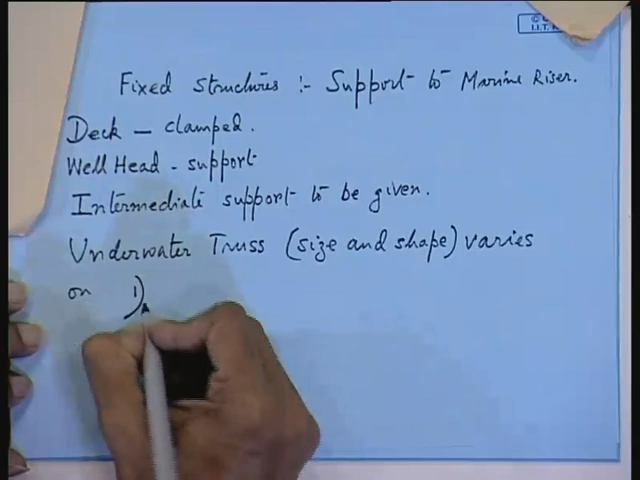 © C
I.I.T. K
Fixed structures :- Support to Marine Riser.
Deck - clamped.
Well Head - support
Intermediate support to be given.
Underwater Truss (size and shape) varies
on 1)